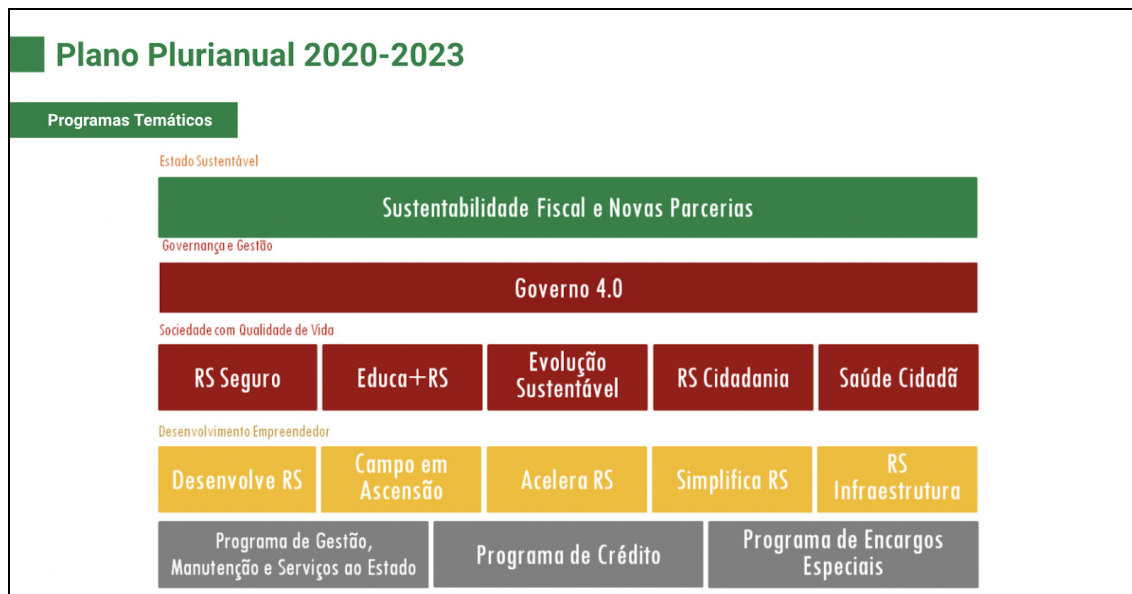 Plano Plurianual 2020-2023
Programas Temáticos
Estado Sustentável
Sustentabilidade Fiscal e Novas Parcerias
Governança e Gestão
Governo 4.0
Sociedade com Qualidade de Vida
RS Seguro
Educa+RS
Evolução
Sustentável
RS Cidadania
Saúde Cidadã
Desenvolvimento Empreendedor
Desenvolve RS
Campo em
Ascensão
Acelera RS
Simplifica RS
RS
Infraestrutura
Programa de Gestão,
Manutenção e Serviços ao Estado
Programa de Crédito
Programa de Encargos
Especiais